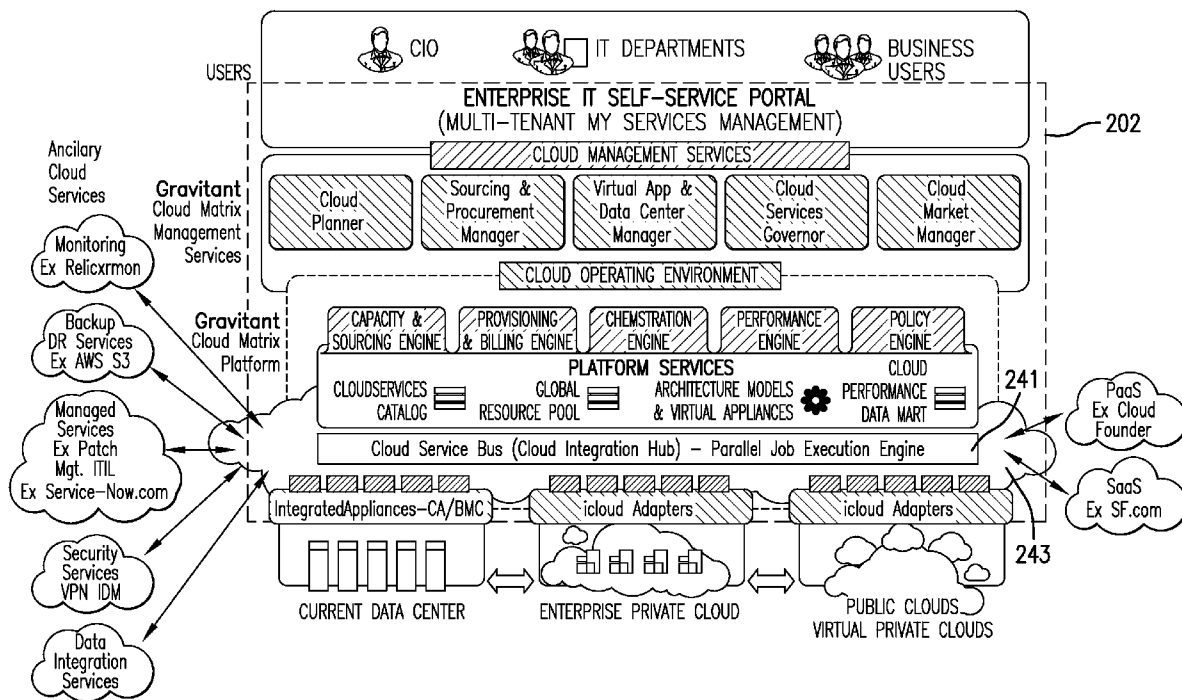 CIO
IT DEPARTMENTS
BUSINESS
USERS
USERS
ENTERPRISE IT SELF-SERVICE PORTAL
(MULTI-TENANT MY SERVICES MANAGEMENT)
202
CLOUD MANAGEMENT SERVICES
Ancilary
Cloud
Services
Gravitant
Cloud Matrix
Management
Services
Cloud
Planner
Sourcing &
Procurement
Manager
Virtual App &
Data Center
Manager
Cloud
Services
Governor
Cloud
Market
Manager
Monitoring
Ex Relicxrmon
CLOUD OPERATING ENVIRONMENT
Backup
DR Services
Ex AWS S3
Gravitant
Cloud Matrix
Platform
CAPACITY &
SOURCING ENGINE
PROVISIONING
& BILLING ENGINE
CHEMSTRATION
ENGINE
PERFORMANCE
ENGINE
POLICY
ENGINE
PLATFORM SERVICES
CLOUDSERVICES
CATALOG
GLOBAL
RESOURCE POOL
ARCHITECTURE MODELS
& VIRTUAL APPLIANCES
CLOUD
PERFORMANCE
DATA MART
241
Managed
Services
Ex Patch
Mgt. ITIL
Ex Service-Now.com
Cloud Service Bus (Cloud Integration Hub) – Parallel Job Execution Engine
PaaS
Ex Cloud
Founder
SaaS
Ex SF.com
IntegratedAppliances-CA/BMC
icloud Adapters
icloud Adapters
243
Security
Services
VPN IDM
CURRENT DATA CENTER
ENTERPRISE PRIVATE CLOUD
PUBLIC CLOUDS
VIRTUAL PRIVATE CLOUDS
Data
Integration
Services